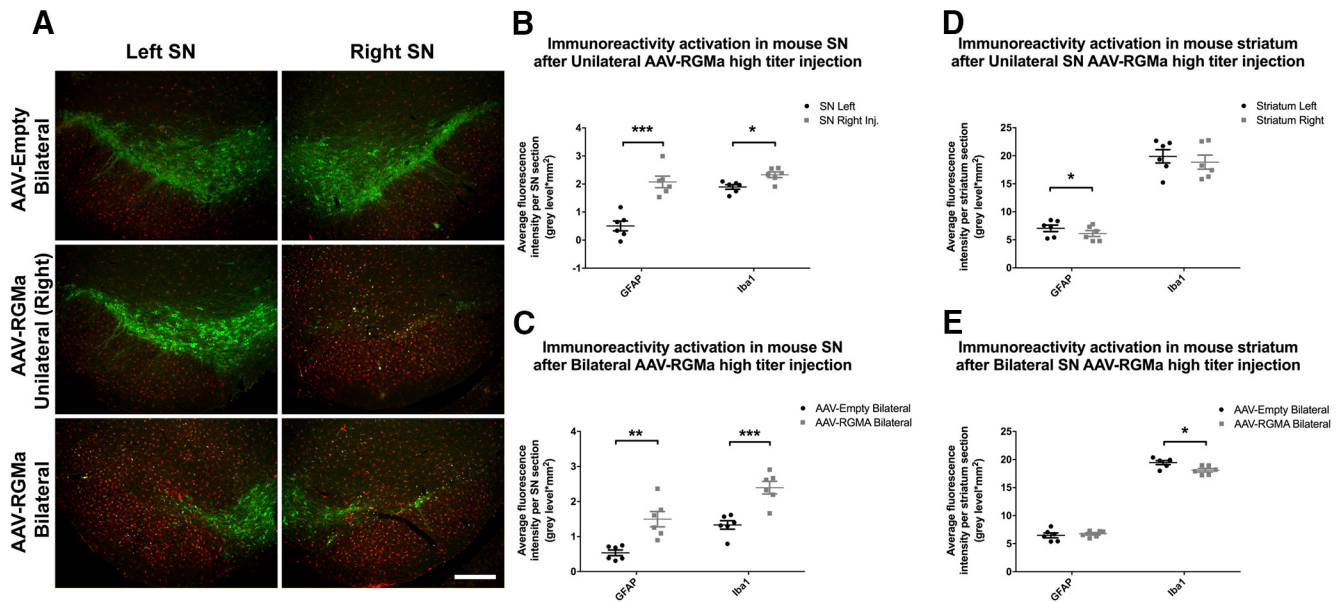 A
Left SN
Right SN
AAV-Empty
Bilateral
AAV-RGMa
Unilateral (Right)
AAV-RGMa
Bilateral
B
Immunoreactivity activation in mouse SN
after Unilateral AAV-RGMa high titer injection
SN Left
SN Right Inj.
Average fluorescence
intensity per SN section
(grey level*mm²)
4
3
2
1
0
-1
***
*
GFAP
Iba1
C
Immunoreactivity activation in mouse SN
after Bilateral AAV-RGMa high titer injection
AAV-Empty Bilateral
AAV-RGMA Bilateral
Average fluorescence
intensity per SN section
(grey level*mm²)
4
3
2
1
0
**
***
GFAP
Iba1
D
Immunoreactivity activation in mouse striatum
after Unilateral SN AAV-RGMa high titer injection
Striatum Left
Striatum Right
Average fluorescence
intensity per striatum section
(grey level*mm²)
25
20
15
10
5
0
*
GFAP
Iba1
E
Immunoreactivity activation in mouse striatum
after Bilateral SN AAV-RGMa high titer injection
AAV-Empty Bilateral
AAV-RGMA Bilateral
Average fluorescence
intensity per striatum section
(grey level*mm²)
25
20
15
10
5
0
*
GFAP
Iba1